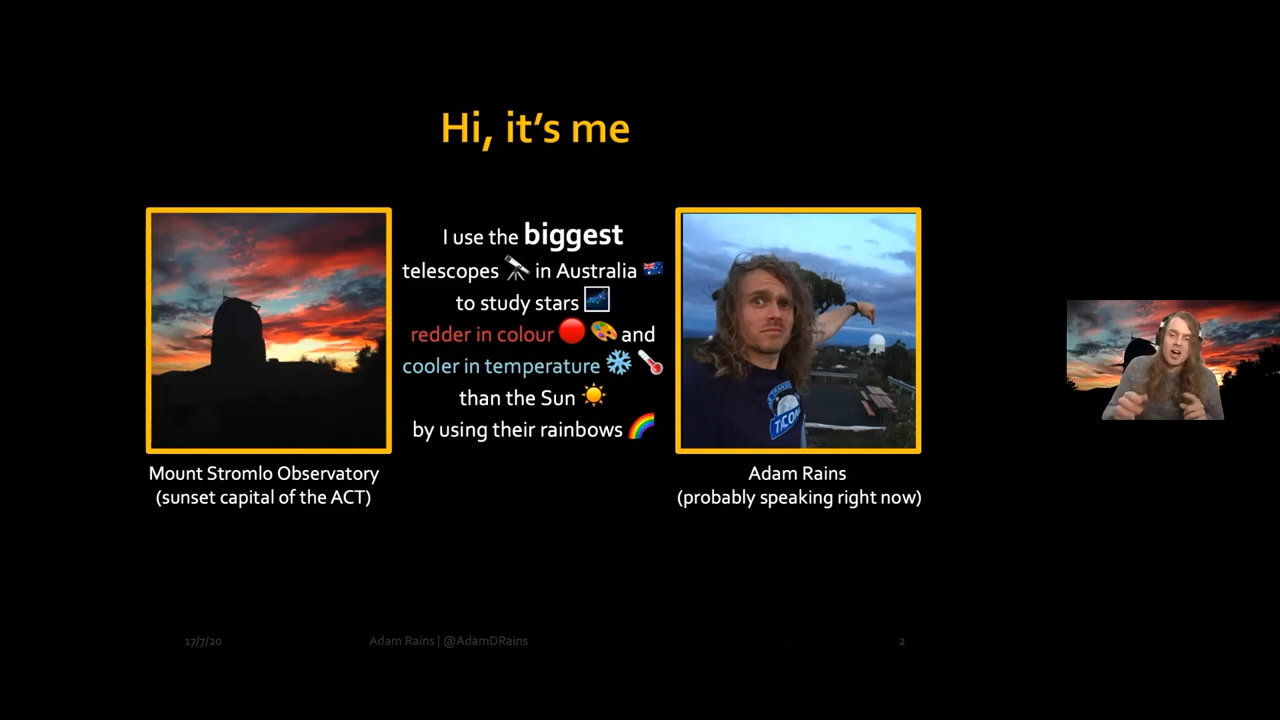 Hi, it's me
I use the biggest
telescopes 🔭 in Australia 🇦🇺
to study stars 🌌
redder in colour 🔴 🎨 and
cooler in temperature ❄️ 🌡️
than the Sun ☀️
by using their rainbows 🌈
Mount Stromlo Observatory
(sunset capital of the ACT)
Adam Rains
(probably speaking right now)
TACO
17/7/20
Adam Rains | @AdamDRains
2